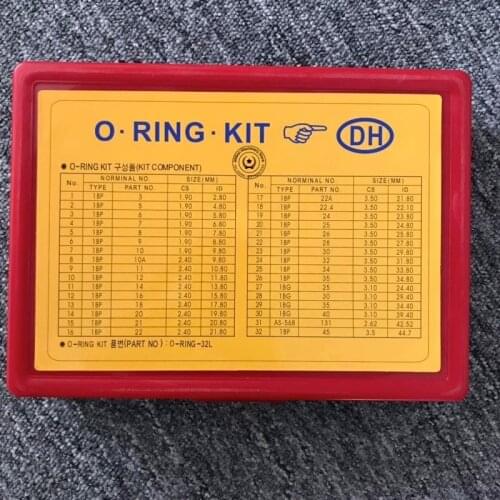 O·RING·KIT DH
● O-RING KIT 구성품(KIT COMPONENT)
No. NORMINAL NO. SIZE(MM)
TYPE PART NO. CS ID
1 1BP 3 1.90 2.80
2 1BP 5 1.90 4.80
3 1BP 6 1.90 5.80
4 1BP 7 1.90 6.80
5 1BP 8 1.90 7.80
6 1BP 9 1.90 8.80
7 1BP 10 1.90 9.80
8 1BP 10A 2.40 9.80
9 1BP 11 2.40 10.80
10 1BP 12 2.40 11.80
11 1BP 14 2.40 13.80
12 1BP 16 2.40 15.80
13 1BP 18 2.40 17.80
14 1BP 20 2.40 19.80
15 1BP 21 2.40 20.80
16 1BP 22 2.40 21.80
No. NORMINAL NO. SIZE(MM)
TYPE PART NO. CS ID
17 1BP 22A 3.50 21.80
18 1BP 22.4 3.50 22.10
19 1BP 24 3.50 23.80
20 1BP 25 3.50 24.80
21 1BP 26 3.50 25.80
22 1BP 28 3.50 27.80
23 1BP 30 3.50 29.80
24 1BP 32 3.50 31.80
25 1BP 34 3.50 33.80
26 1BP 35 3.50 34.80
27 1BG 25 3.10 24.40
28 1BG 30 3.10 29.40
29 1BG 35 3.10 34.40
30 1BG 40 3.10 39.40
31 AS-568 131 2.62 42.52
32 1BP 45 3.5 44.7
● O-RING KIT 품번(PART NO) : O-RING-32L